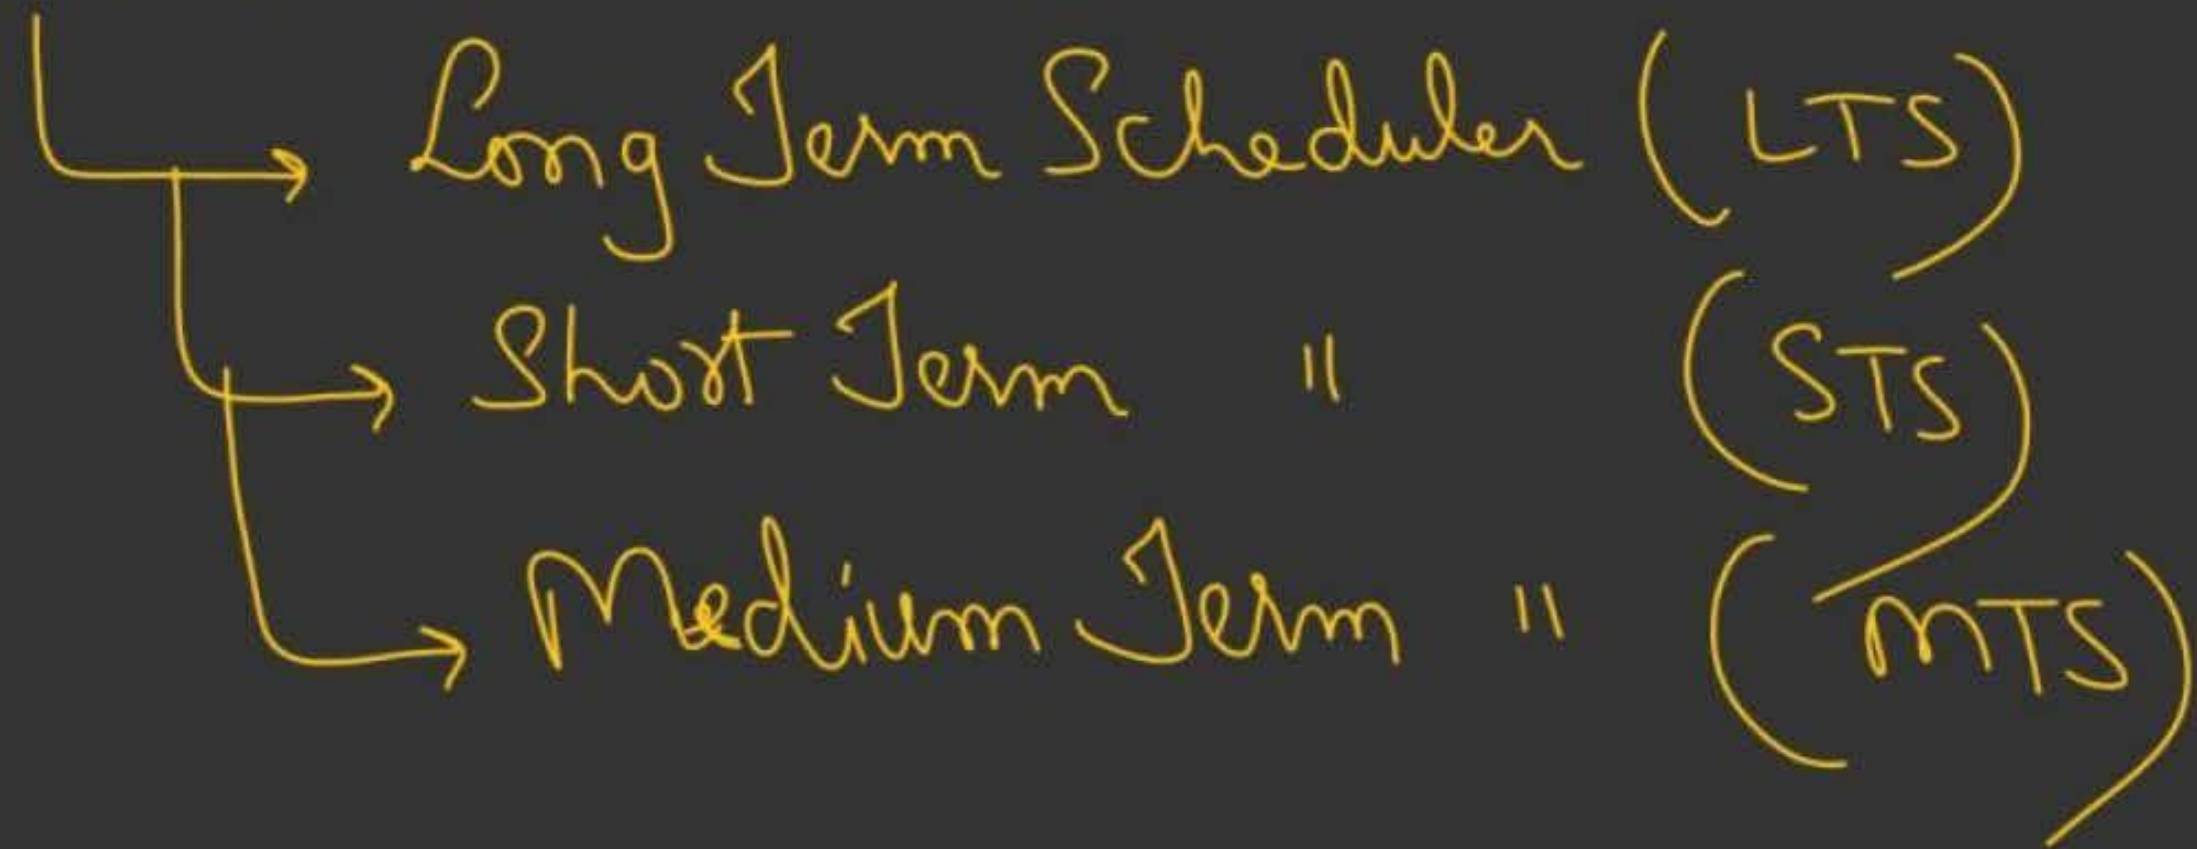 Long Term Scheduler (LTS)
Short Term " (STS)
Medium Term " (MTS)